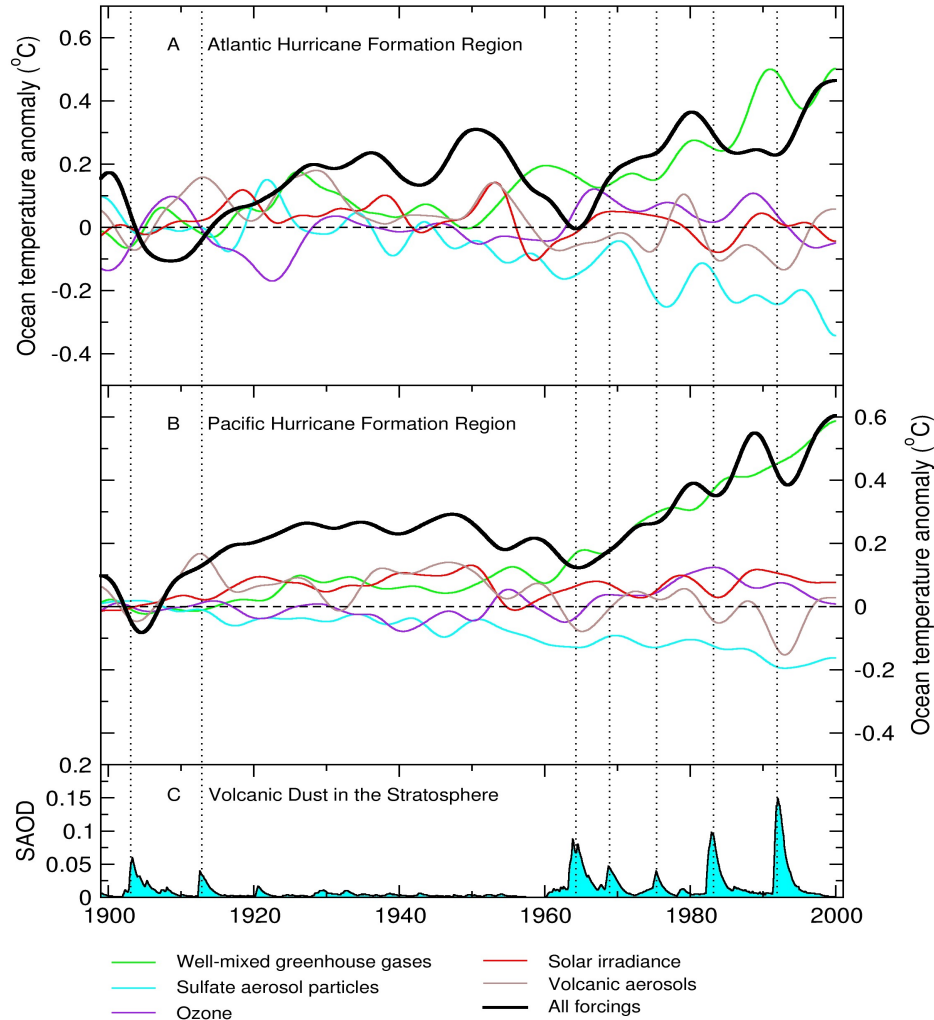 A Atlantic Hurricane Formation Region
Ocean temperature anomaly (°C)
0.6
0.4
0.2
0
-0.2
-0.4
B Pacific Hurricane Formation Region
Ocean temperature anomaly (°C)
0.6
0.4
0.2
0
-0.2
-0.4
C Volcanic Dust in the Stratosphere
SAOD
0.2
0.15
0.1
0.05
0
1900 1920 1940 1960 1980 2000
Well-mixed greenhouse gases
Sulfate aerosol particles
Ozone
Solar irradiance
Volcanic aerosols
All forcings